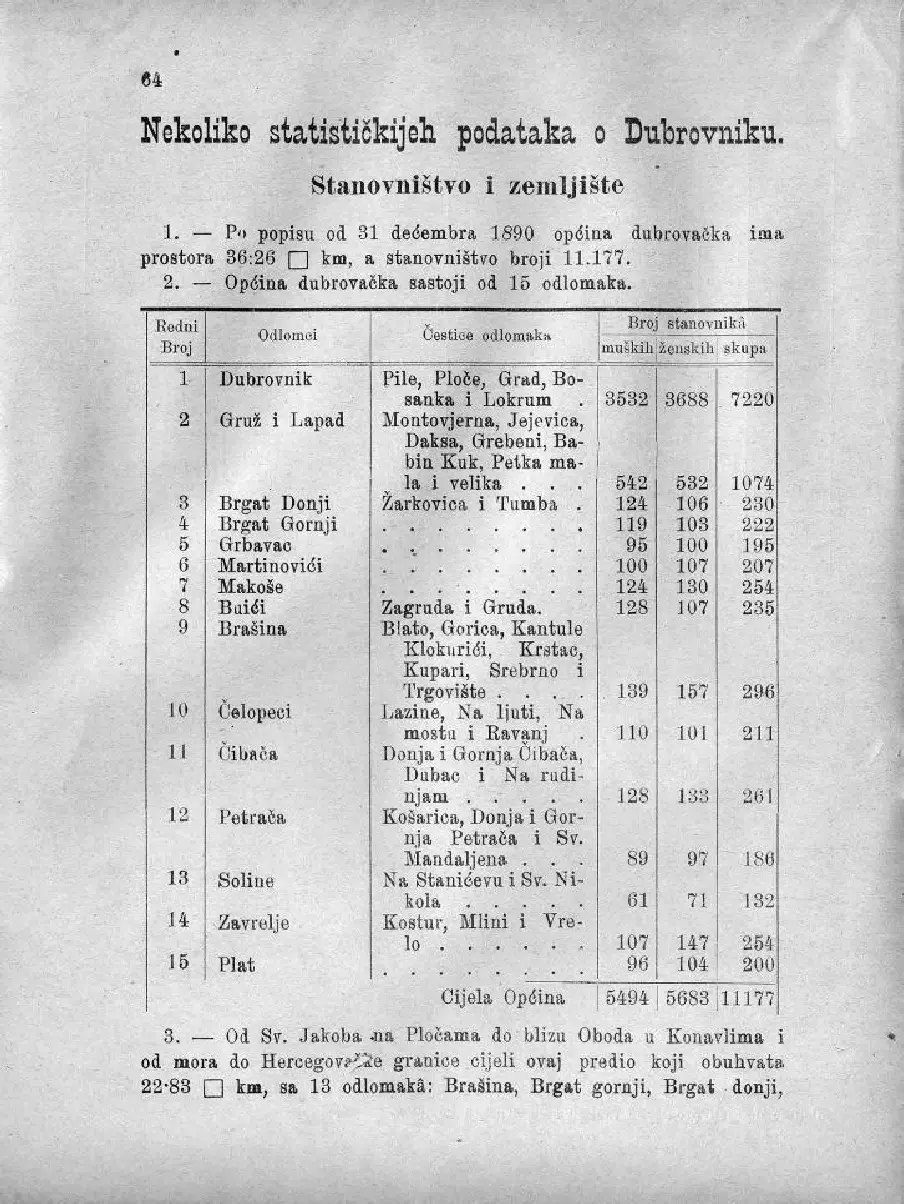 64
Nekoliko statističkijeh podataka o Dubrovniku.
Stanovništvo i zemljište
1. — Po popisu od 31 dećembra 1890 općina dubrovačka ima
prostora 36:26 □ km, a stanovništvo broji 11.177.
2. — Općina dubrovačka sastoji od 15 odlomaka.
Redni Broj Odlomci Čestice odlomaka Broj stanovnikâ
muških ženskih skupa
1 Dubrovnik Pile, Ploče, Grad, Bo-
sanka i Lokrum . 3532 3688 7220
2 Gruž i Lapad Montovjerna, Jejevica,
Daksa, Grebeni, Ba-
bin Kuk, Petka ma-
la i velika . . . 542 532 1074
3 Brgat Donji Žarkovica i Tumba . 124 106 230
4 Brgat Gornji . . . . . . . . 119 103 222
5 Grbavac . . . . . . . . 95 100 195
6 Martinovići . . . . . . . . 100 107 207
7 Makoše . . . . . . . . 124 130 254
8 Buići Zagruda i Gruda. 128 107 235
9 Brašina Blato, Gorica, Kantule
Klokurići, Krstac,
Kupari, Srebrno i
Trgovište . . . . 139 157 296
10 Čelopeci Lazine, Na ljuti, Na
mostu i Ravanj . 110 101 211
11 Čibača Donja i Gornja Čibača,
Dubac i Na rudi-
njam . . . . . 128 133 261
12 Petrača Košarica, Donja i Gor-
nja Petrača i Sv.
Mandaljena . . . 89 97 186
13 Soline Na Stanićevu i Sv. Ni-
kola . . . . . 61 71 132
14 Zavrelje Kostur, Mlini i Vre-
lo . . . . . . 107 147 254
15 Plat . . . . . . . . 96 104 200
Cijela Općina 5494 5683 11177
3. — Od Sv. Jakoba na Pločama do blizu Oboda u Konavlima i
od mora do granice cijeli ovaj predio koji obuhvata
22·83 □ km, sa 13 odlomakâ: Brašina, Brgat gornji, Brgat donji,